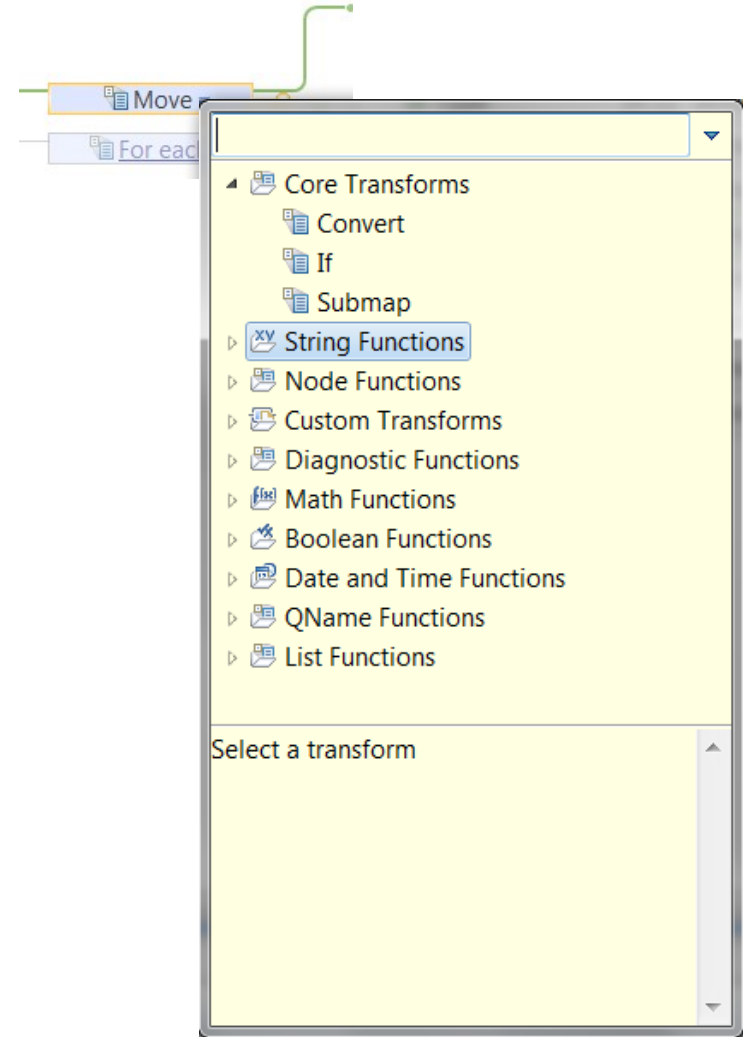 Move
For eac
Core Transforms
Convert
If
Submap
String Functions
Node Functions
Custom Transforms
Diagnostic Functions
Math Functions
Boolean Functions
Date and Time Functions
QName Functions
List Functions
Select a transform